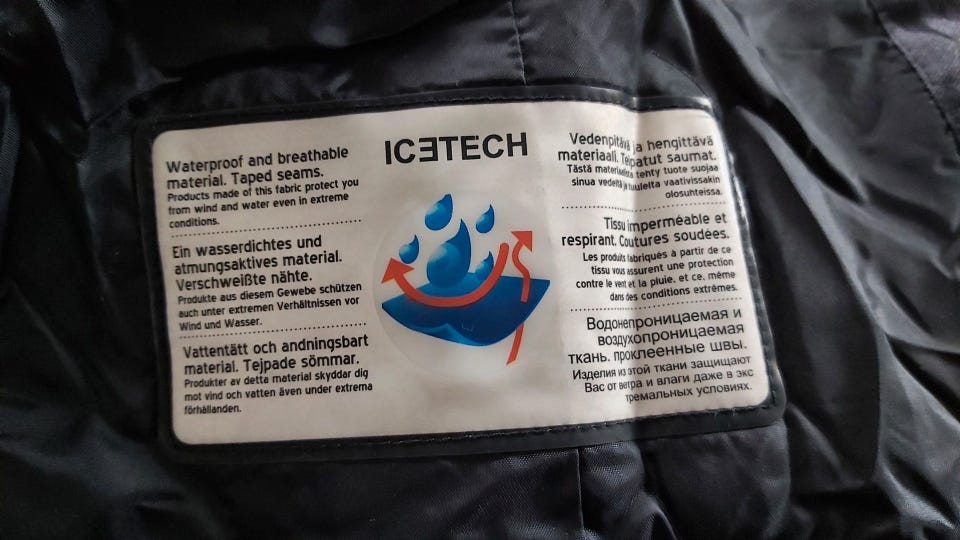 ICƎTECH
Waterproof and breathable
material. Taped seams.
Products made of this fabric protect you
from wind and water even in extreme
conditions.
Ein wasserdichtes und
atmungsaktives material.
Verschweißte nähte.
Produkte aus diesem Gewebe schützen
auch unter extremen Verhältnissen vor
Wind und Wasser.
Vattentätt och andningsbart
material. Tejpade sömmar.
Produkter av detta material skyddar dig
mot vind och vatten även under extrema
förhållanden.
Vedenpitävä ja hengittävä
materiaali. Teipatut saumat.
Tästä materiaalista tehty tuote suojaa
sinua vedeltä ja tuulelta vaativissakin
olosuhteissa.
Tissu imperméable et
respirant. Coutures soudées.
Les produits fabriqués à partir de ce
tissu vous assurent une protection
contre le vent et la pluie, et ce, même
dans des conditions extrêmes.
Водонепроницаемая и
воздухопроницаемая
ткань. проклеенные швы.
Изделия из этой ткани защищают
Вас от ветра и влаги даже в экс
тремальных условиях.